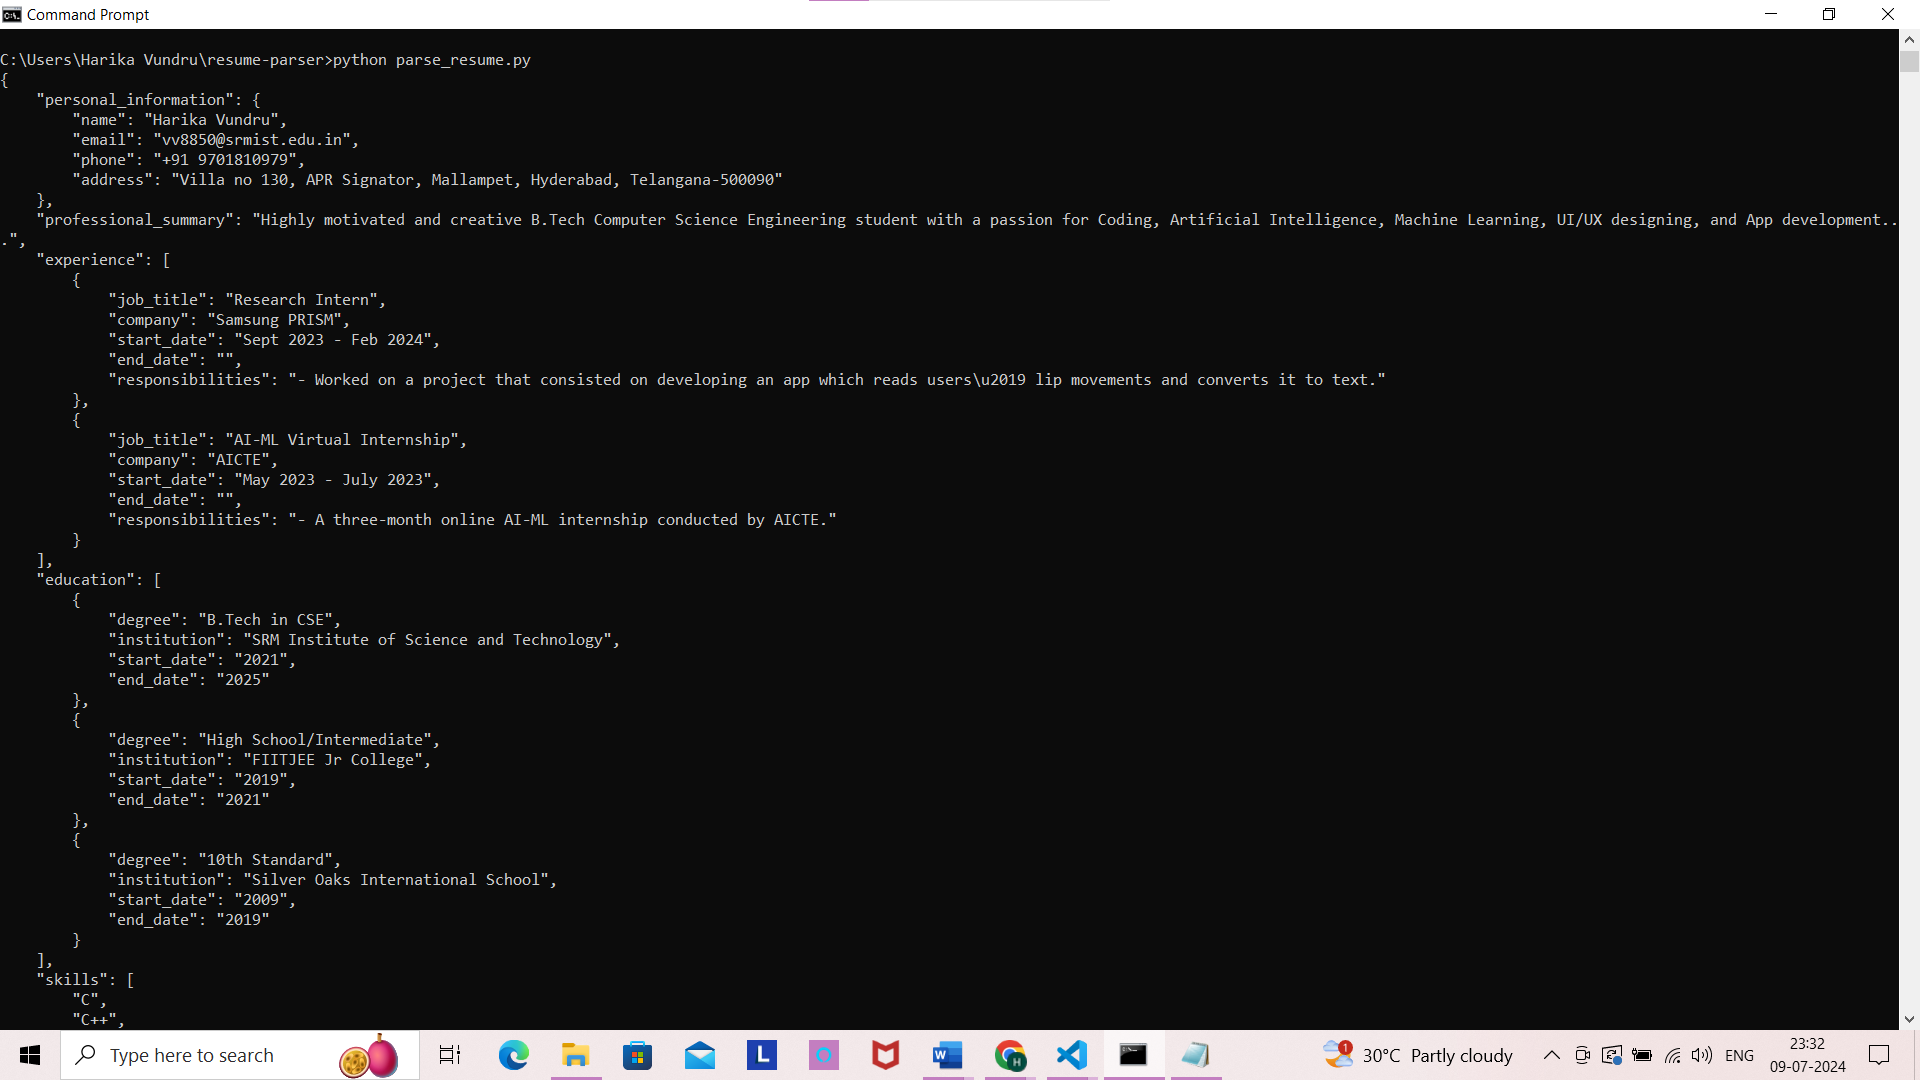 Command Prompt
C:\Users\Harika Vundru\resume-parser>python parse_resume.py
{
    "personal_information": {
        "name": "Harika Vundru",
        "email": "vv8850@srmist.edu.in",
        "phone": "+91 9701810979",
        "address": "Villa no 130, APR Signator, Mallampet, Hyderabad, Telangana-500090"
    },
    "professional_summary": "Highly motivated and creative B.Tech Computer Science Engineering student with a passion for Coding, Artificial Intelligence, Machine Learning, UI/UX designing, and App development..
.",
    "experience": [
        {
            "job_title": "Research Intern",
            "company": "Samsung PRISM",
            "start_date": "Sept 2023 - Feb 2024",
            "end_date": "",
            "responsibilities": "- Worked on a project that consisted on developing an app which reads users\u2019 lip movements and converts it to text."
        },
        {
            "job_title": "AI-ML Virtual Internship",
            "company": "AICTE",
            "start_date": "May 2023 - July 2023",
            "end_date": "",
            "responsibilities": "- A three-month online AI-ML internship conducted by AICTE."
        }
    ],
    "education": [
        {
            "degree": "B.Tech in CSE",
            "institution": "SRM Institute of Science and Technology",
            "start_date": "2021",
            "end_date": "2025"
        },
        {
            "degree": "High School/Intermediate",
            "institution": "FIITJEE Jr College",
            "start_date": "2019",
            "end_date": "2021"
        },
        {
            "degree": "10th Standard",
            "institution": "Silver Oaks International School",
            "start_date": "2009",
            "end_date": "2019"
        }
    ],
    "skills": [
        "C",
        "C++",
Type here to search
L
W
H
1
30°C Partly cloudy
ENG
23:32
09-07-2024